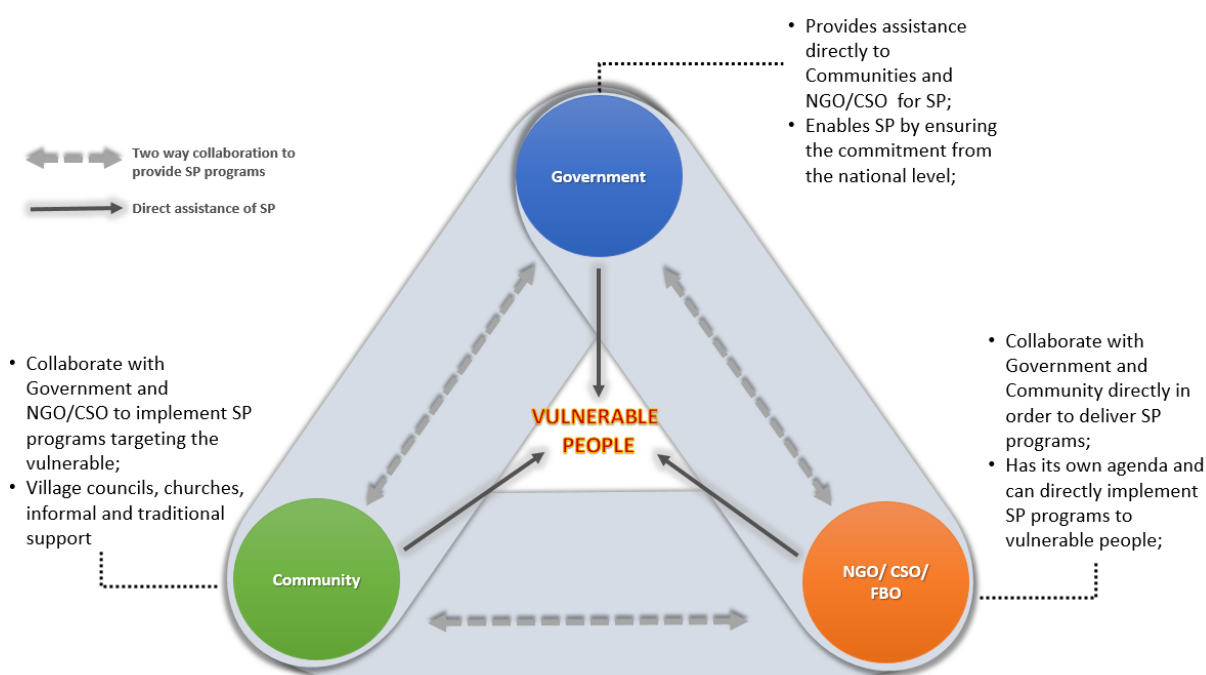 • Provides assistance
directly to
Communities and
NGO/CSO for SP;
• Enables SP by ensuring
the commitment from
the national level;
Two way collaboration to
provide SP programs
Direct assistance of SP
Government
• Collaborate with
Government and
NGO/CSO to implement SP
programs targeting the
vulnerable;
• Village councils, churches,
informal and traditional
support
VULNERABLE
PEOPLE
• Collaborate with
Government and
Community directly in
order to deliver SP
programs;
• Has its own agenda and
can directly implement
SP programs to
vulnerable people;
Community
NGO/ CSO/
FBO